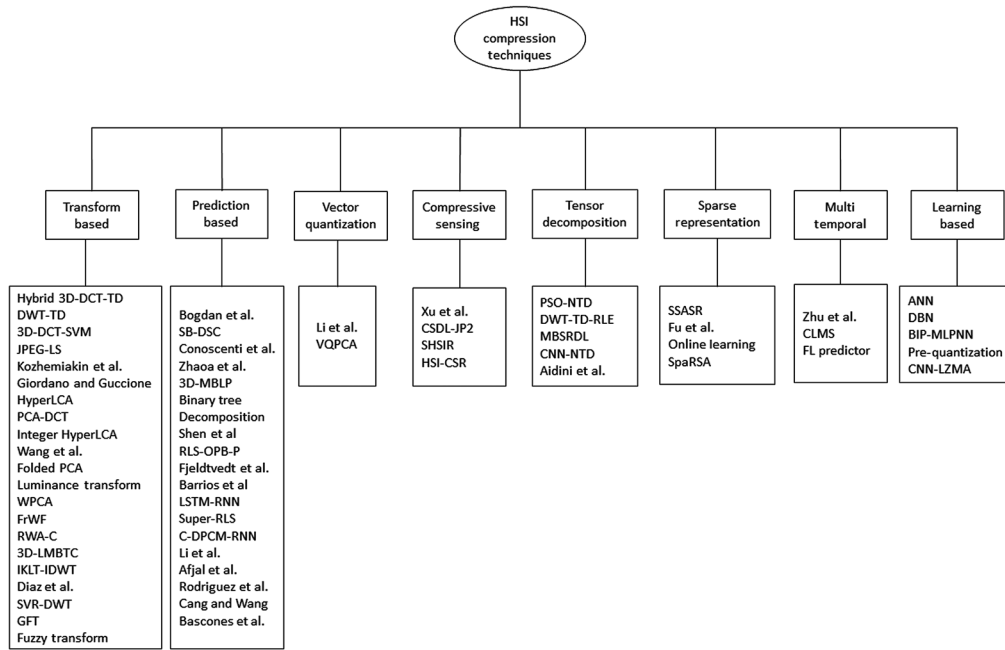 HSI
compression
techniques
Transform
based
Prediction
based
Vector
quantization
Compressive
sensing
Tensor
decomposition
Sparse
representation
Multi
temporal
Learning
based
Hybrid 3D-DCT-TD
DWT-TD
3D-DCT-SVM
JPEG-LS
Kozhemiakin et al.
Giordano and Guccione
HyperLCA
PCA-DCT
Integer HyperLCA
Wang et al.
Folded PCA
Luminance transform
WPCA
FrWF
RWA-C
3D-LMBTC
IKLT-IDWT
Diaz et al.
SVR-DWT
GFT
Fuzzy transform
Bogdan et al.
SB-DSC
Conoscenti et al.
Zhaoa et al.
3D-MBLP
Binary tree
Decomposition
Shen et al
RLS-OPB-P
Fjeldtvedt et al.
Barrios et al
LSTM-RNN
Super-RLS
C-DPCM-RNN
Li et al.
Afjal et al.
Rodriguez et al.
Cang and Wang
Bascones et al.
Li et al.
VQPCA
Xu et al.
CSDL-JP2
SHSIR
HSI-CSR
PSO-NTD
DWT-TD-RLE
MBSRDL
CNN-NTD
Aidini et al.
SSASR
Fu et al.
Online learning
SpaRSA
Zhu et al.
CLMS
FL predictor
ANN
DBN
BIP-MLPNN
Pre-quantization
CNN-LZMA